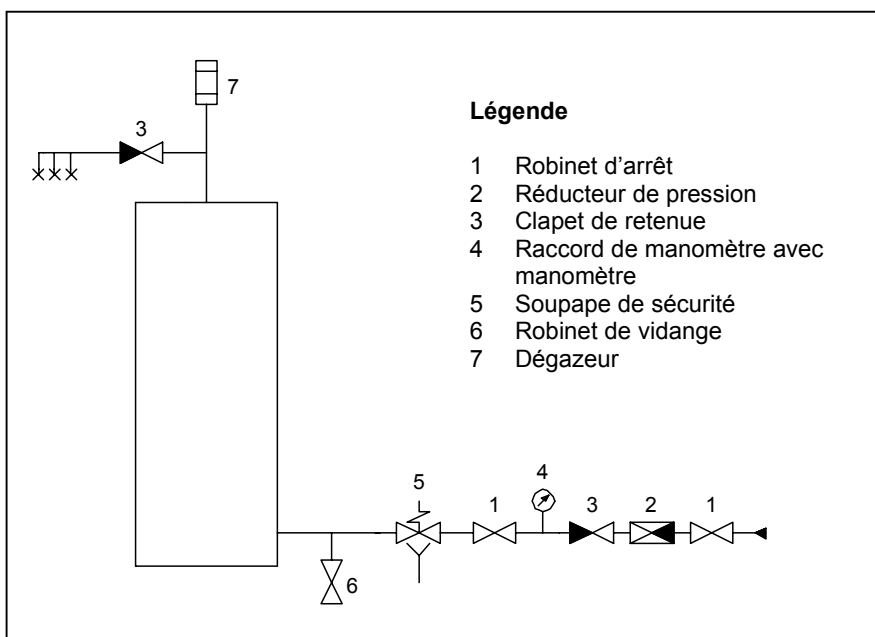 7
3
Légende
1 Robinet d’arrêt
2 Réducteur de pression
3 Clapet de retenue
4 Raccord de manomètre avec
manomètre
5 Soupape de sécurité
6 Robinet de vidange
7 Dégazeur
5 1 4 3 2 1
6